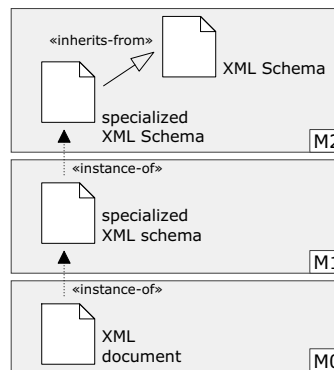 «inherits-from»
XML Schema
specialized
XML Schema
M2
«instance-of»
specialized
XML schema
M1
«instance-of»
XML
document
M0